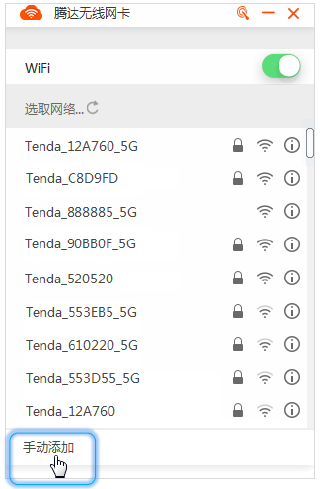 腾达无线网卡
WiFi
选取网络...
Tenda_12A760_5G
Tenda_C8D9FD
Tenda_888885_5G
Tenda_90BB0F_5G
Tenda_520520
Tenda_553EB5_5G
Tenda_610220_5G
Tenda_553D55_5G
Tenda_12A760
手动添加